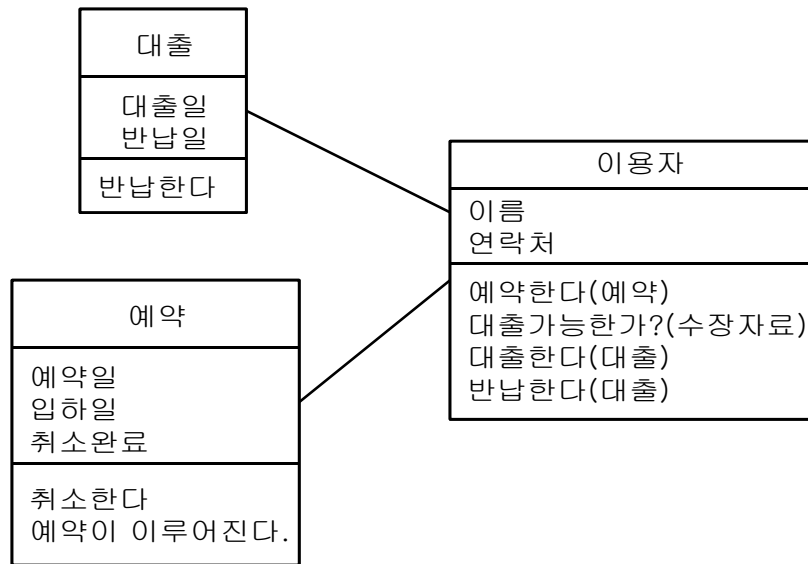 대출
대출일
반납일
반납한다
이용자
이름
연락처
예약한다(예약)
대출가능한가?(수장자료)
대출한다(대출)
반납한다(대출)
예약
예약일
입하일
취소완료
취소한다
예약이 이루어진다.